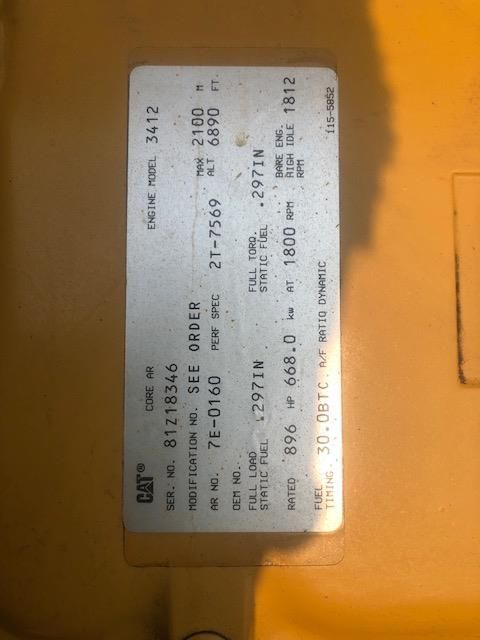 CAT®
CORE AR
SER. NO. 81Z18346 ENGINE MODEL 3412
MODIFICATION NO. SEE ORDER
AR NO. 7E-0160 PERF SPEC 2T-7569 MAX ALT 2100 M 6890 FT.
OEM NO.
FULL LOAD STATIC FUEL .297IN FULL TORQ. STATIC FUEL .297IN
RATED 896 HP 668.0 kw AT 1800 RPM BARE ENG. HIGH IDLE RPM 1812
FUEL TIMING 30.0BTC A/F RATIO DYNAMIC
115-5852